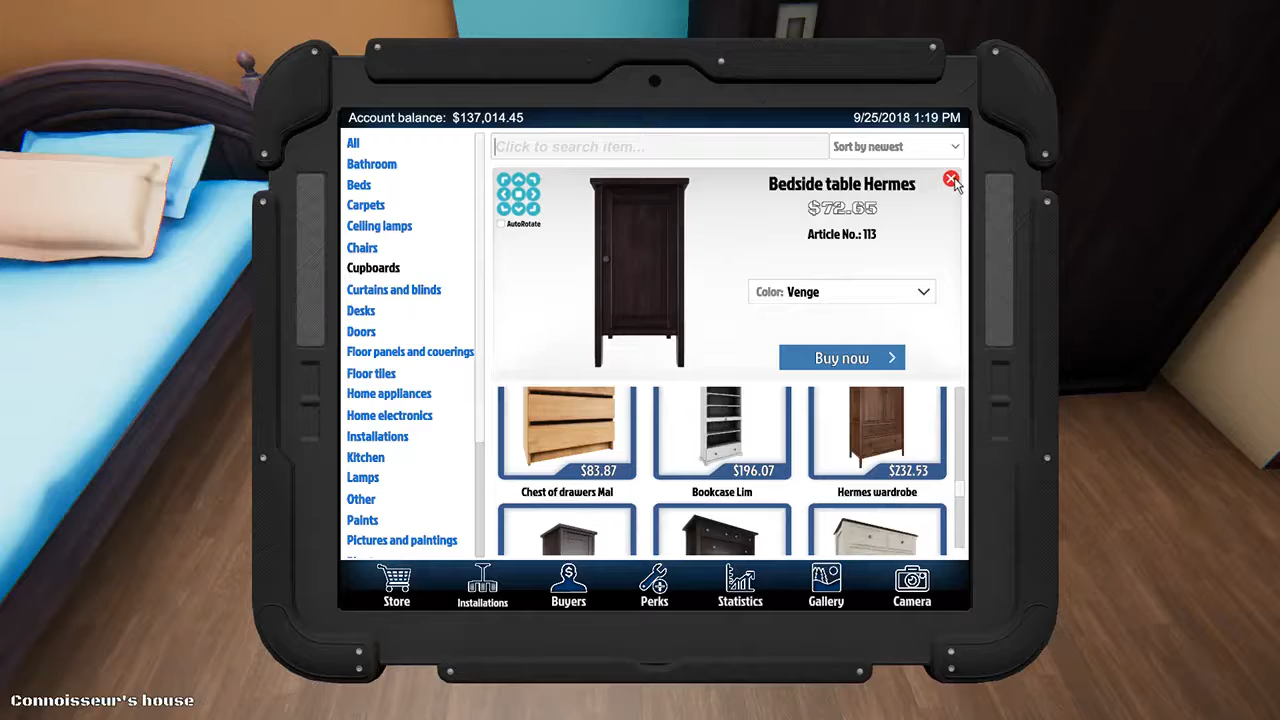 Account balance: $137,014.45
9/25/2018 1:19 PM
All
Bathroom
Beds
Carpets
Ceiling lamps
Chairs
Cupboards
Curtains and blinds
Desks
Doors
Floor panels and coverings
Floor tiles
Home appliances
Home electronics
Installations
Kitchen
Lamps
Other
Paints
Pictures and paintings
Click to search item...
Sort by newest
AutoRotate
Bedside table Hermes
$72.65
Article No.: 113
Color: Venge
Buy now
$83.87
$196.07
$232.53
Chest of drawers Mal
Bookcase Lim
Hermes wardrobe
Store
Installations
Buyers
Perks
Statistics
Gallery
Camera
Connoisseur's house